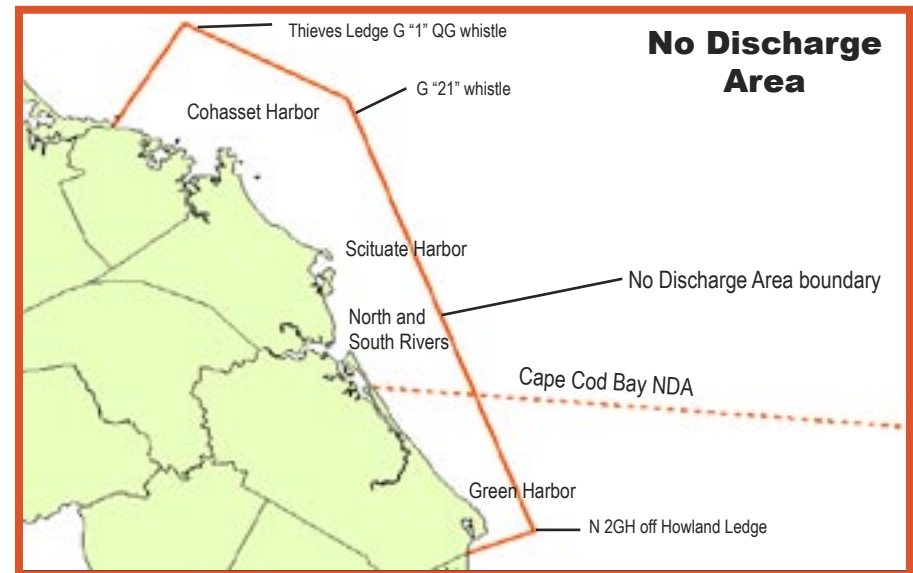 Thieves Ledge G “1” QG whistle
No Discharge
Area
G “21” whistle
Cohasset Harbor
Scituate Harbor
No Discharge Area boundary
North and
South Rivers
Cape Cod Bay NDA
Green Harbor
N 2GH off Howland Ledge